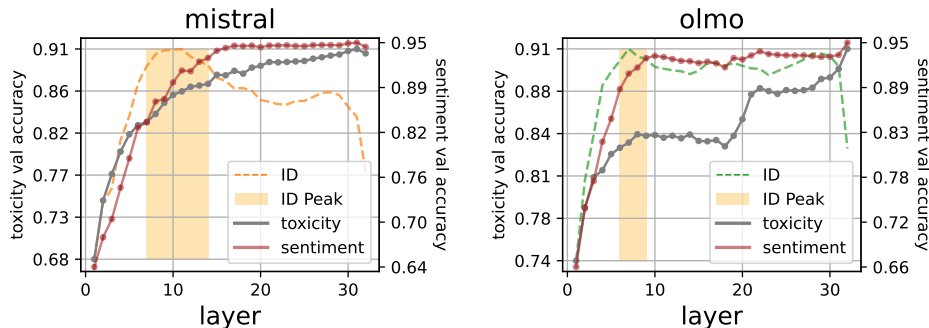 mistral
toxicity val accuracy
0.91
0.86
0.82
0.77
0.73
0.68
0.95
0.89
0.82
0.76
0.70
0.64
sentiment val accuracy
ID
ID Peak
toxicity
sentiment
0 10 20 30
layer
olmo
toxicity val accuracy
0.91
0.88
0.84
0.81
0.78
0.74
0.95
0.89
0.83
0.78
0.72
0.66
sentiment val accuracy
ID
ID Peak
toxicity
sentiment
0 10 20 30
layer